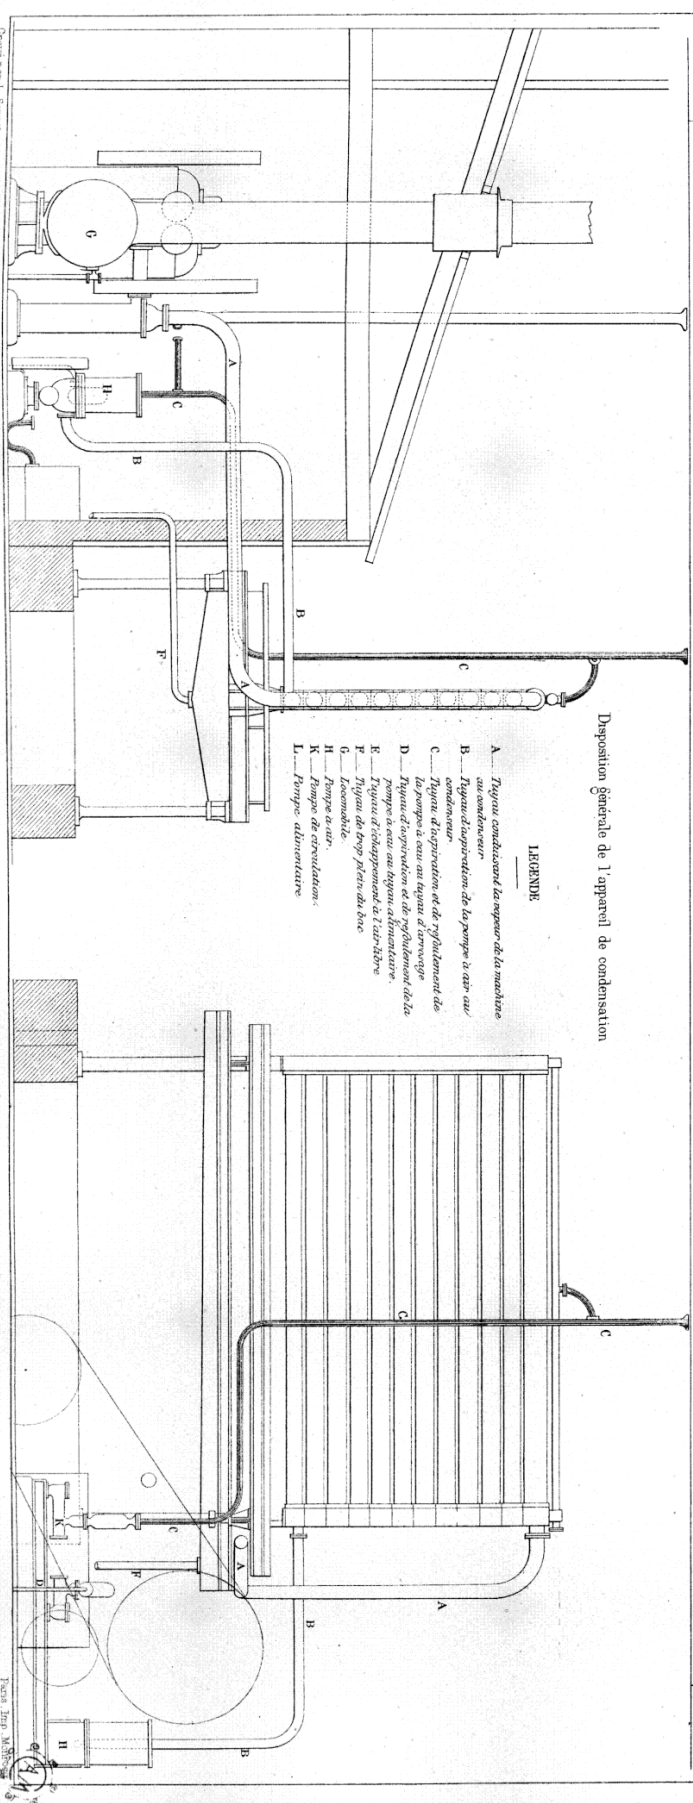 Disposition générale de l'appareil de condensation
LEGENDE
A ... Tuyau conduisant la vapeur de la machine
au condenseur
B ... Tuyau d'aspiration de la pompe à air au
condenseur
C ... Tuyau d'aspiration et de refoulement de
la pompe à eau au tuyau d'arrosage
D ... Tuyau d'aspiration et de refoulement de la
pompe à eau au tuyau alimentaire.
E ... Tuyau d'échappement à l'air libre
F ... Tuyau de trop plein du bac
G ... Locomobile.
H ... Pompe à air.
K ... Pompe de circulation.
L ... Pompe alimentaire
G
A
H
C
B
B
F
A
C
C
C
K
C
D
F
A
A
B
B
H
Paris. Imp.
AM